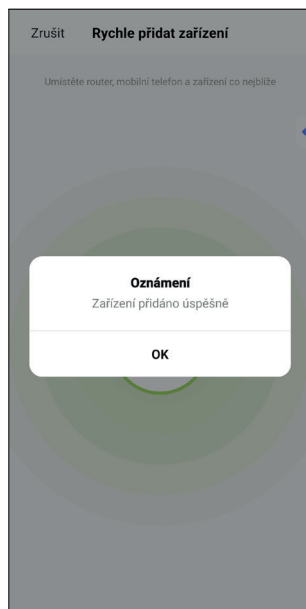 Zrušit Rychle přidat zařízení
Umístěte router, mobilní telefon a zařízení co nejblíže
Oznámení
Zařízení přidáno úspěšně
OK